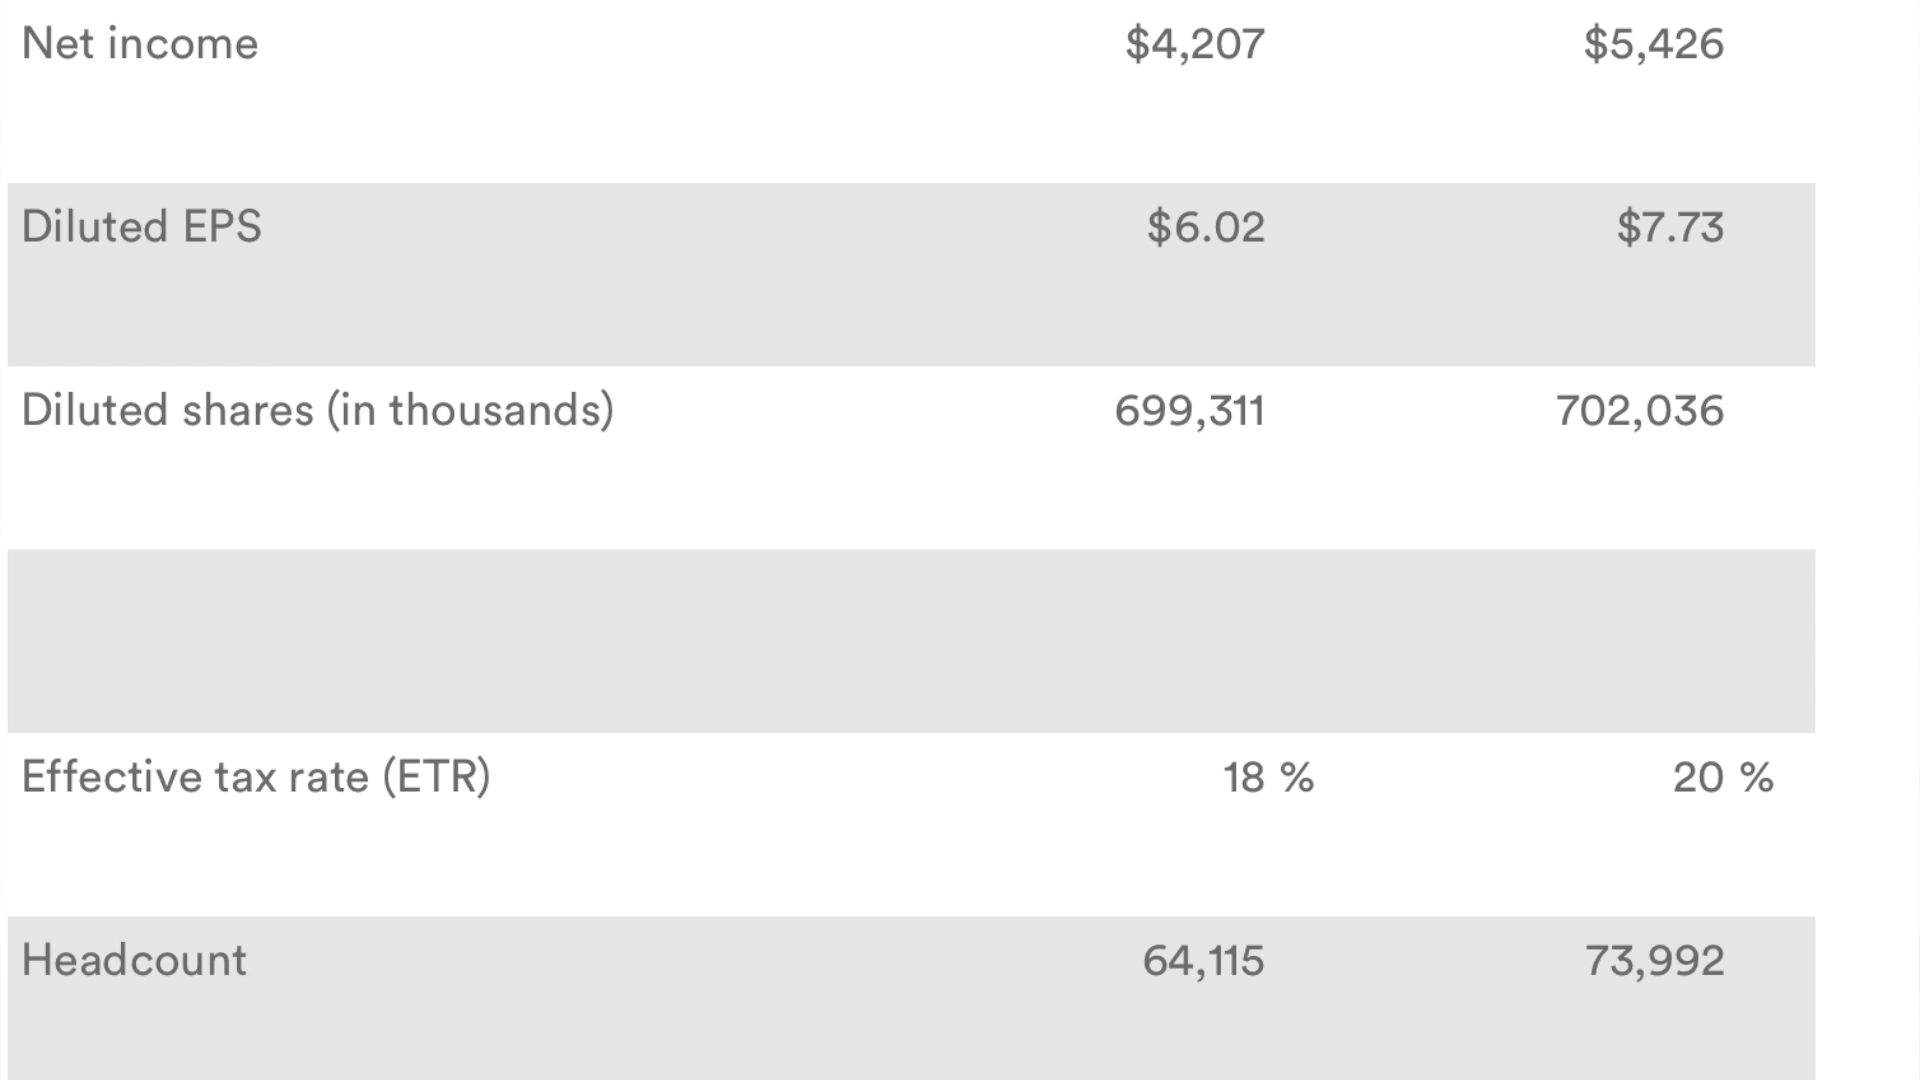 Net income $4,207 $5,426
Diluted EPS $6.02 $7.73
Diluted shares (in thousands) 699,311 702,036
Effective tax rate (ETR) 18 % 20 %
Headcount 64,115 73,992